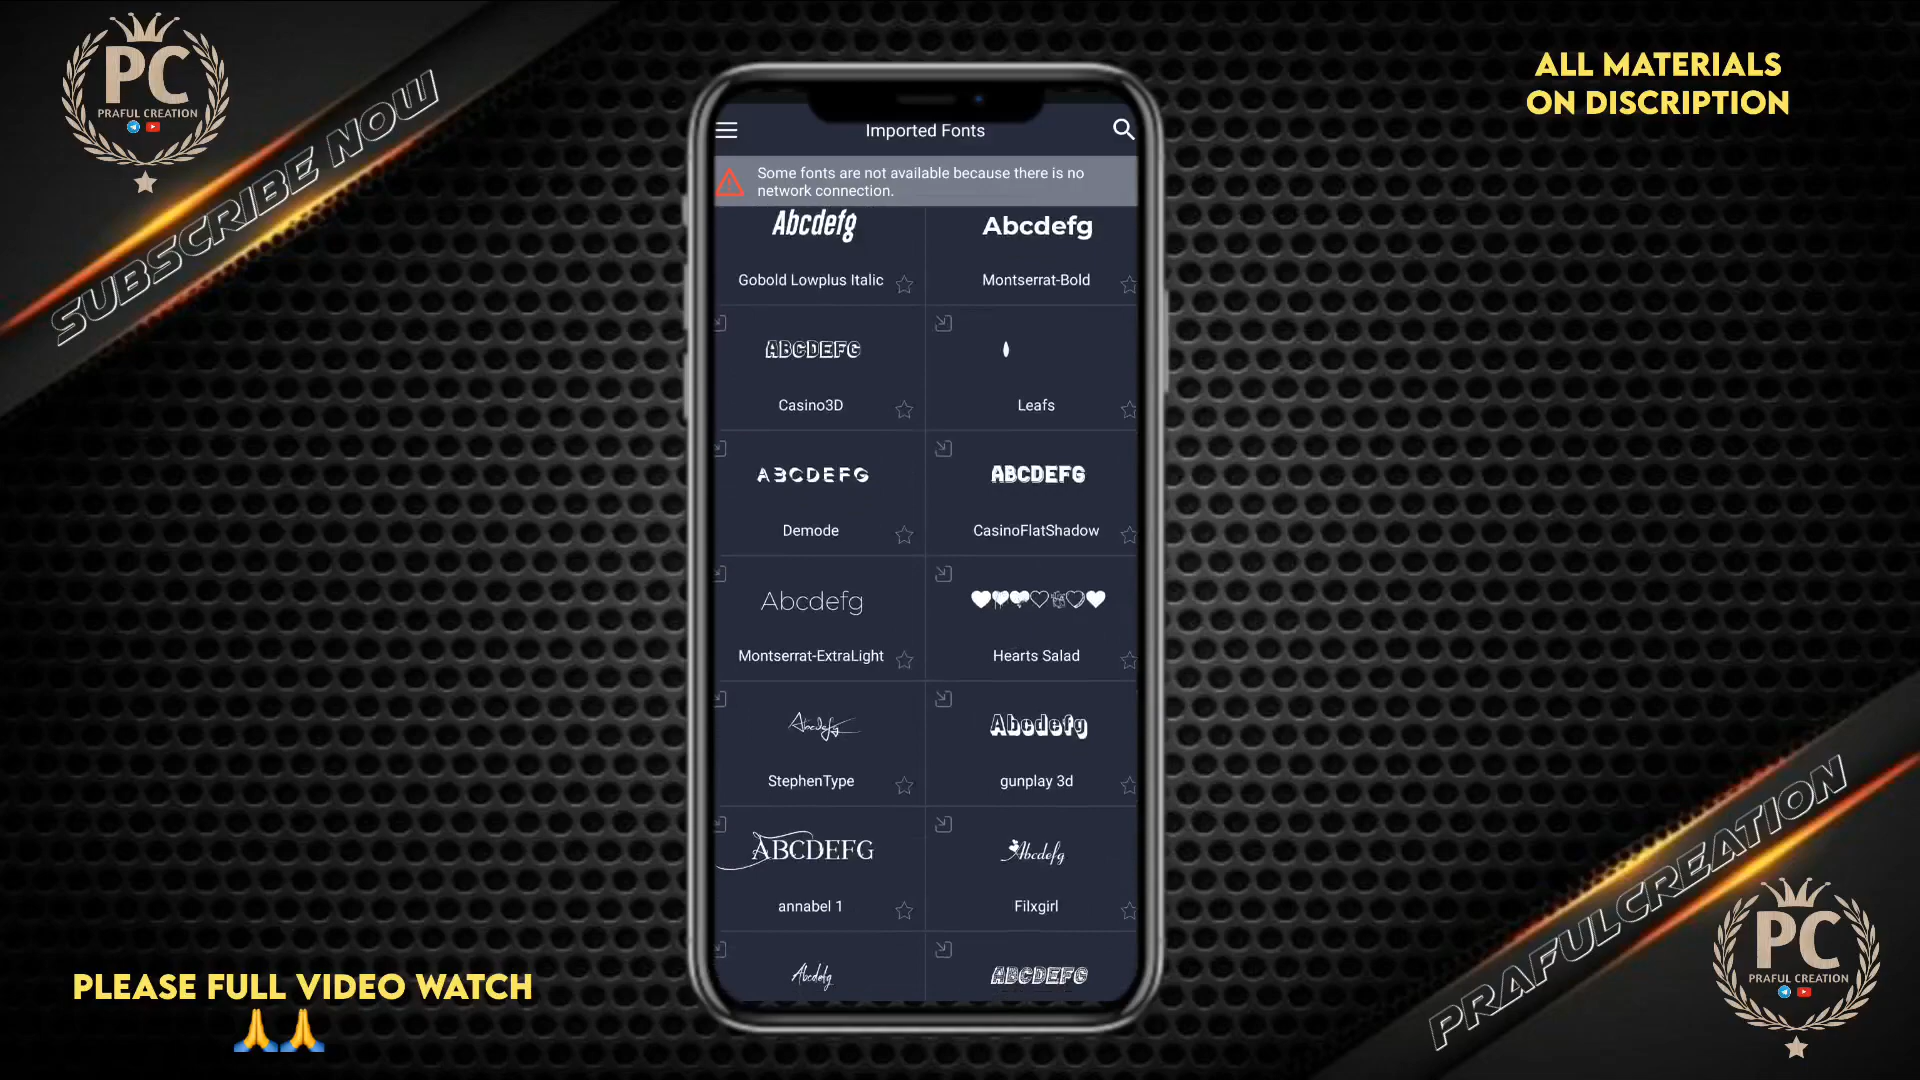 PC
PRAFUL CREATION
SUBSCRIBE NOW
ALL MATERIALS
ON DISCRIPTION
Imported Fonts
Some fonts are not available because there is no
network connection.
Abcdefg
Abcdefg
Gobold Lowplus Italic
Montserrat-Bold
ABCDEFG
Casino3D
Leafs
ABCDEFG
ABCDEFG
Demode
CasinoFlatShadow
Abcdefg
Montserrat-ExtraLight
Hearts Salad
Abcdefg
Abcdefg
StephenType
gunplay 3d
ABCDEFG
Abcdefg
annabel 1
Filxgirl
Abcdefg
ABCDEFG
PLEASE FULL VIDEO WATCH
PRAFULCREATION
PC
PRAFUL CREATION